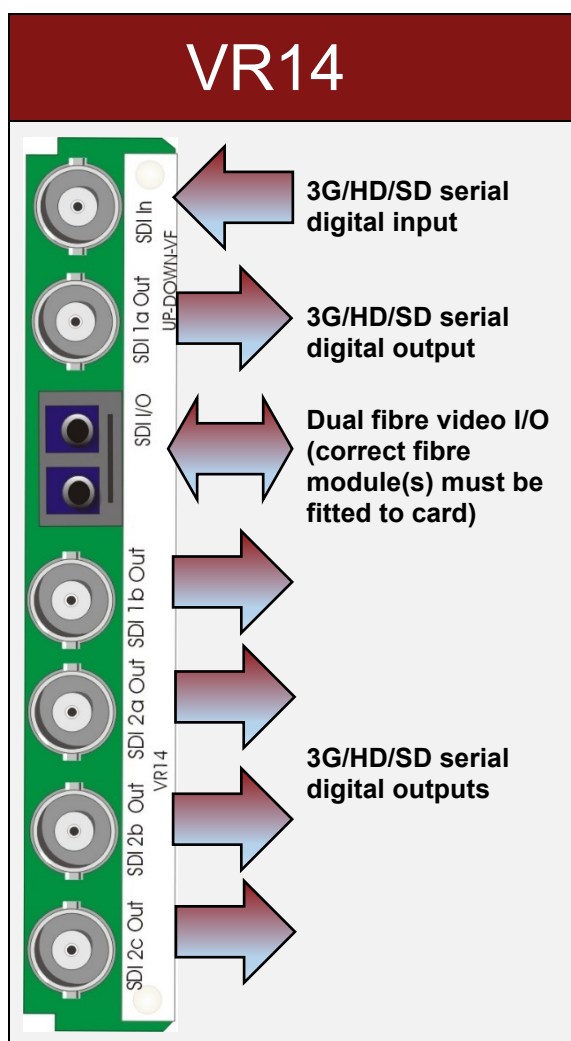 VR14
SDI In
3G/HD/SD serial
digital input
UP-DOWN-VF
SDI 1a Out
3G/HD/SD serial
digital output
SDI I/O
Dual fibre video I/O
(correct fibre
module(s) must be
fitted to card)
SDI 1b Out
SDI 2a Out
VR14
3G/HD/SD serial
digital outputs
SDI 2b Out
SDI 2c Out